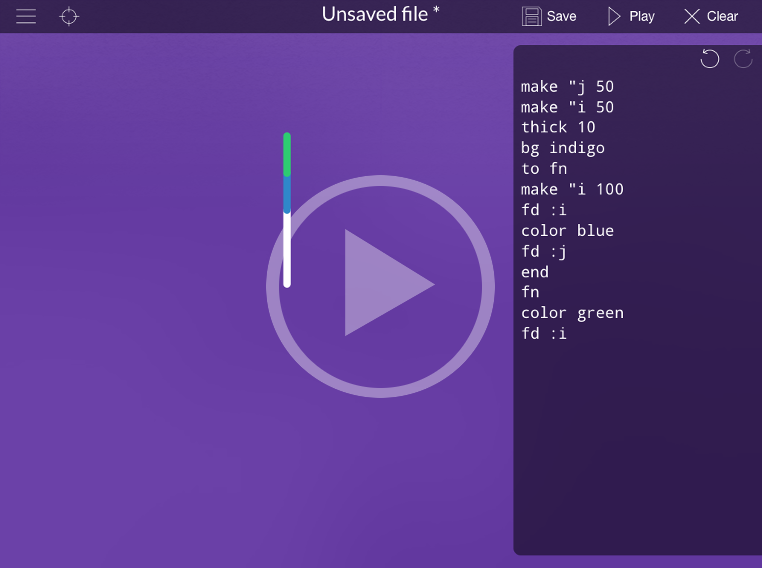 Unsaved file *
Save
Play
Clear
make "j 50
make "i 50
thick 10
bg indigo
to fn
make "i 100
fd :i
color blue
fd :j
end
fn
color green
fd :i